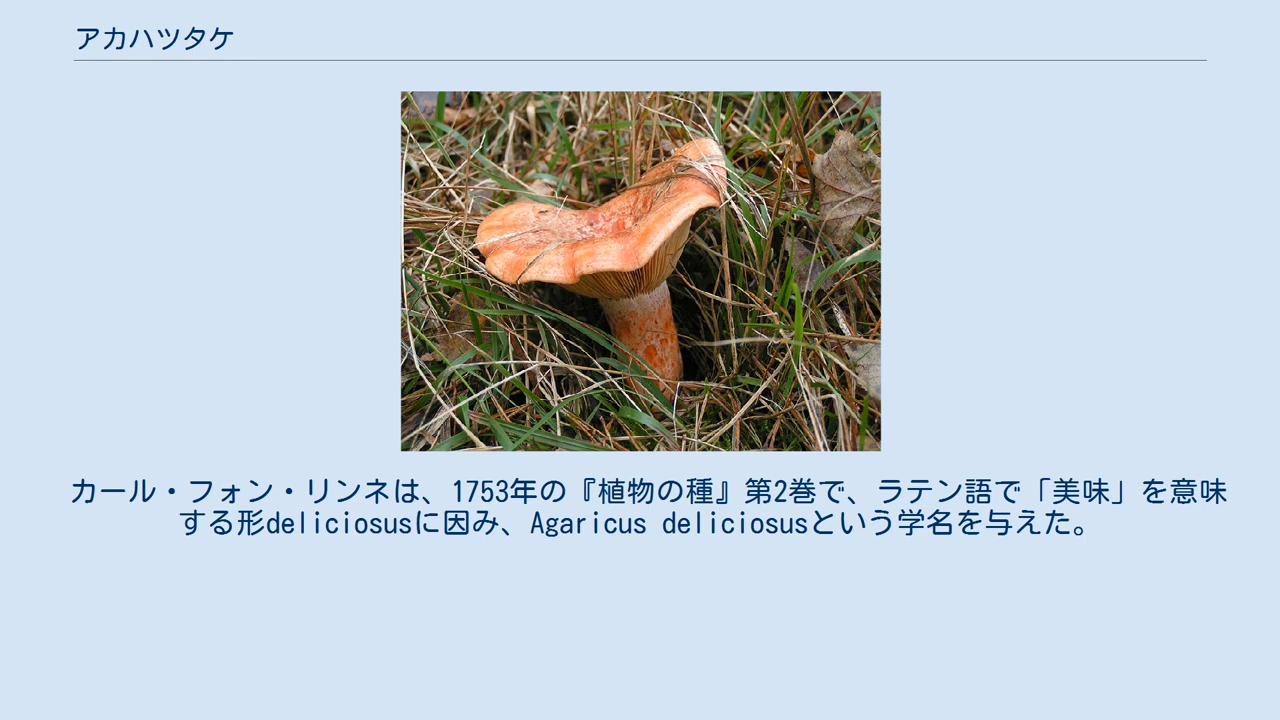 アカハツタケ
カール・フォン・リンネは、1753年の『植物の種』第2巻で、ラテン語で「美味」を意味
する形deliciosusに因み、Agaricus deliciosusという学名を与えた。